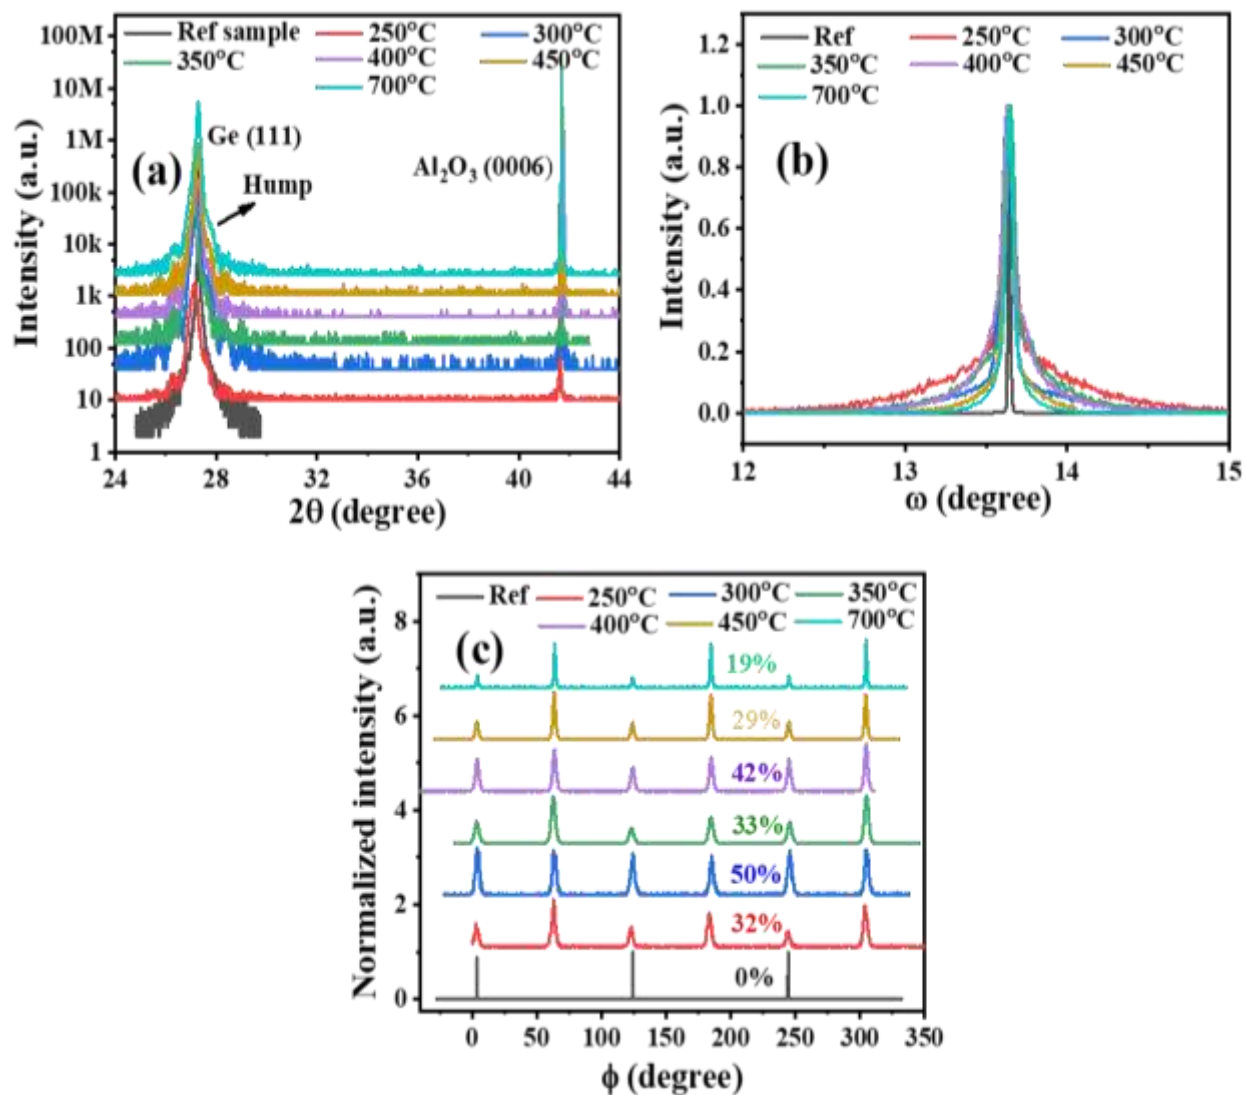 100M
10M
1M
100k
10k
1k
100
10
1
Intensity (a.u.)
Ref sample 250°C 300°C
350°C 400°C 450°C
700°C
(a)
Ge (111)
Hump
Al₂O₃ (0006)
24 28 32 36 40 44
2θ (degree)
1.2
1.0
0.8
0.6
0.4
0.2
0.0
Intensity (a.u.)
Ref 250°C 300°C
350°C 400°C 450°C
700°C
(b)
12 13 14 15
ω (degree)
8
6
4
2
0
Normalized intensity (a.u.)
Ref 250°C 300°C 350°C
400°C 450°C 700°C
(c)
19%
29%
42%
33%
50%
32%
0%
0 50 100 150 200 250 300 350
ϕ (degree)